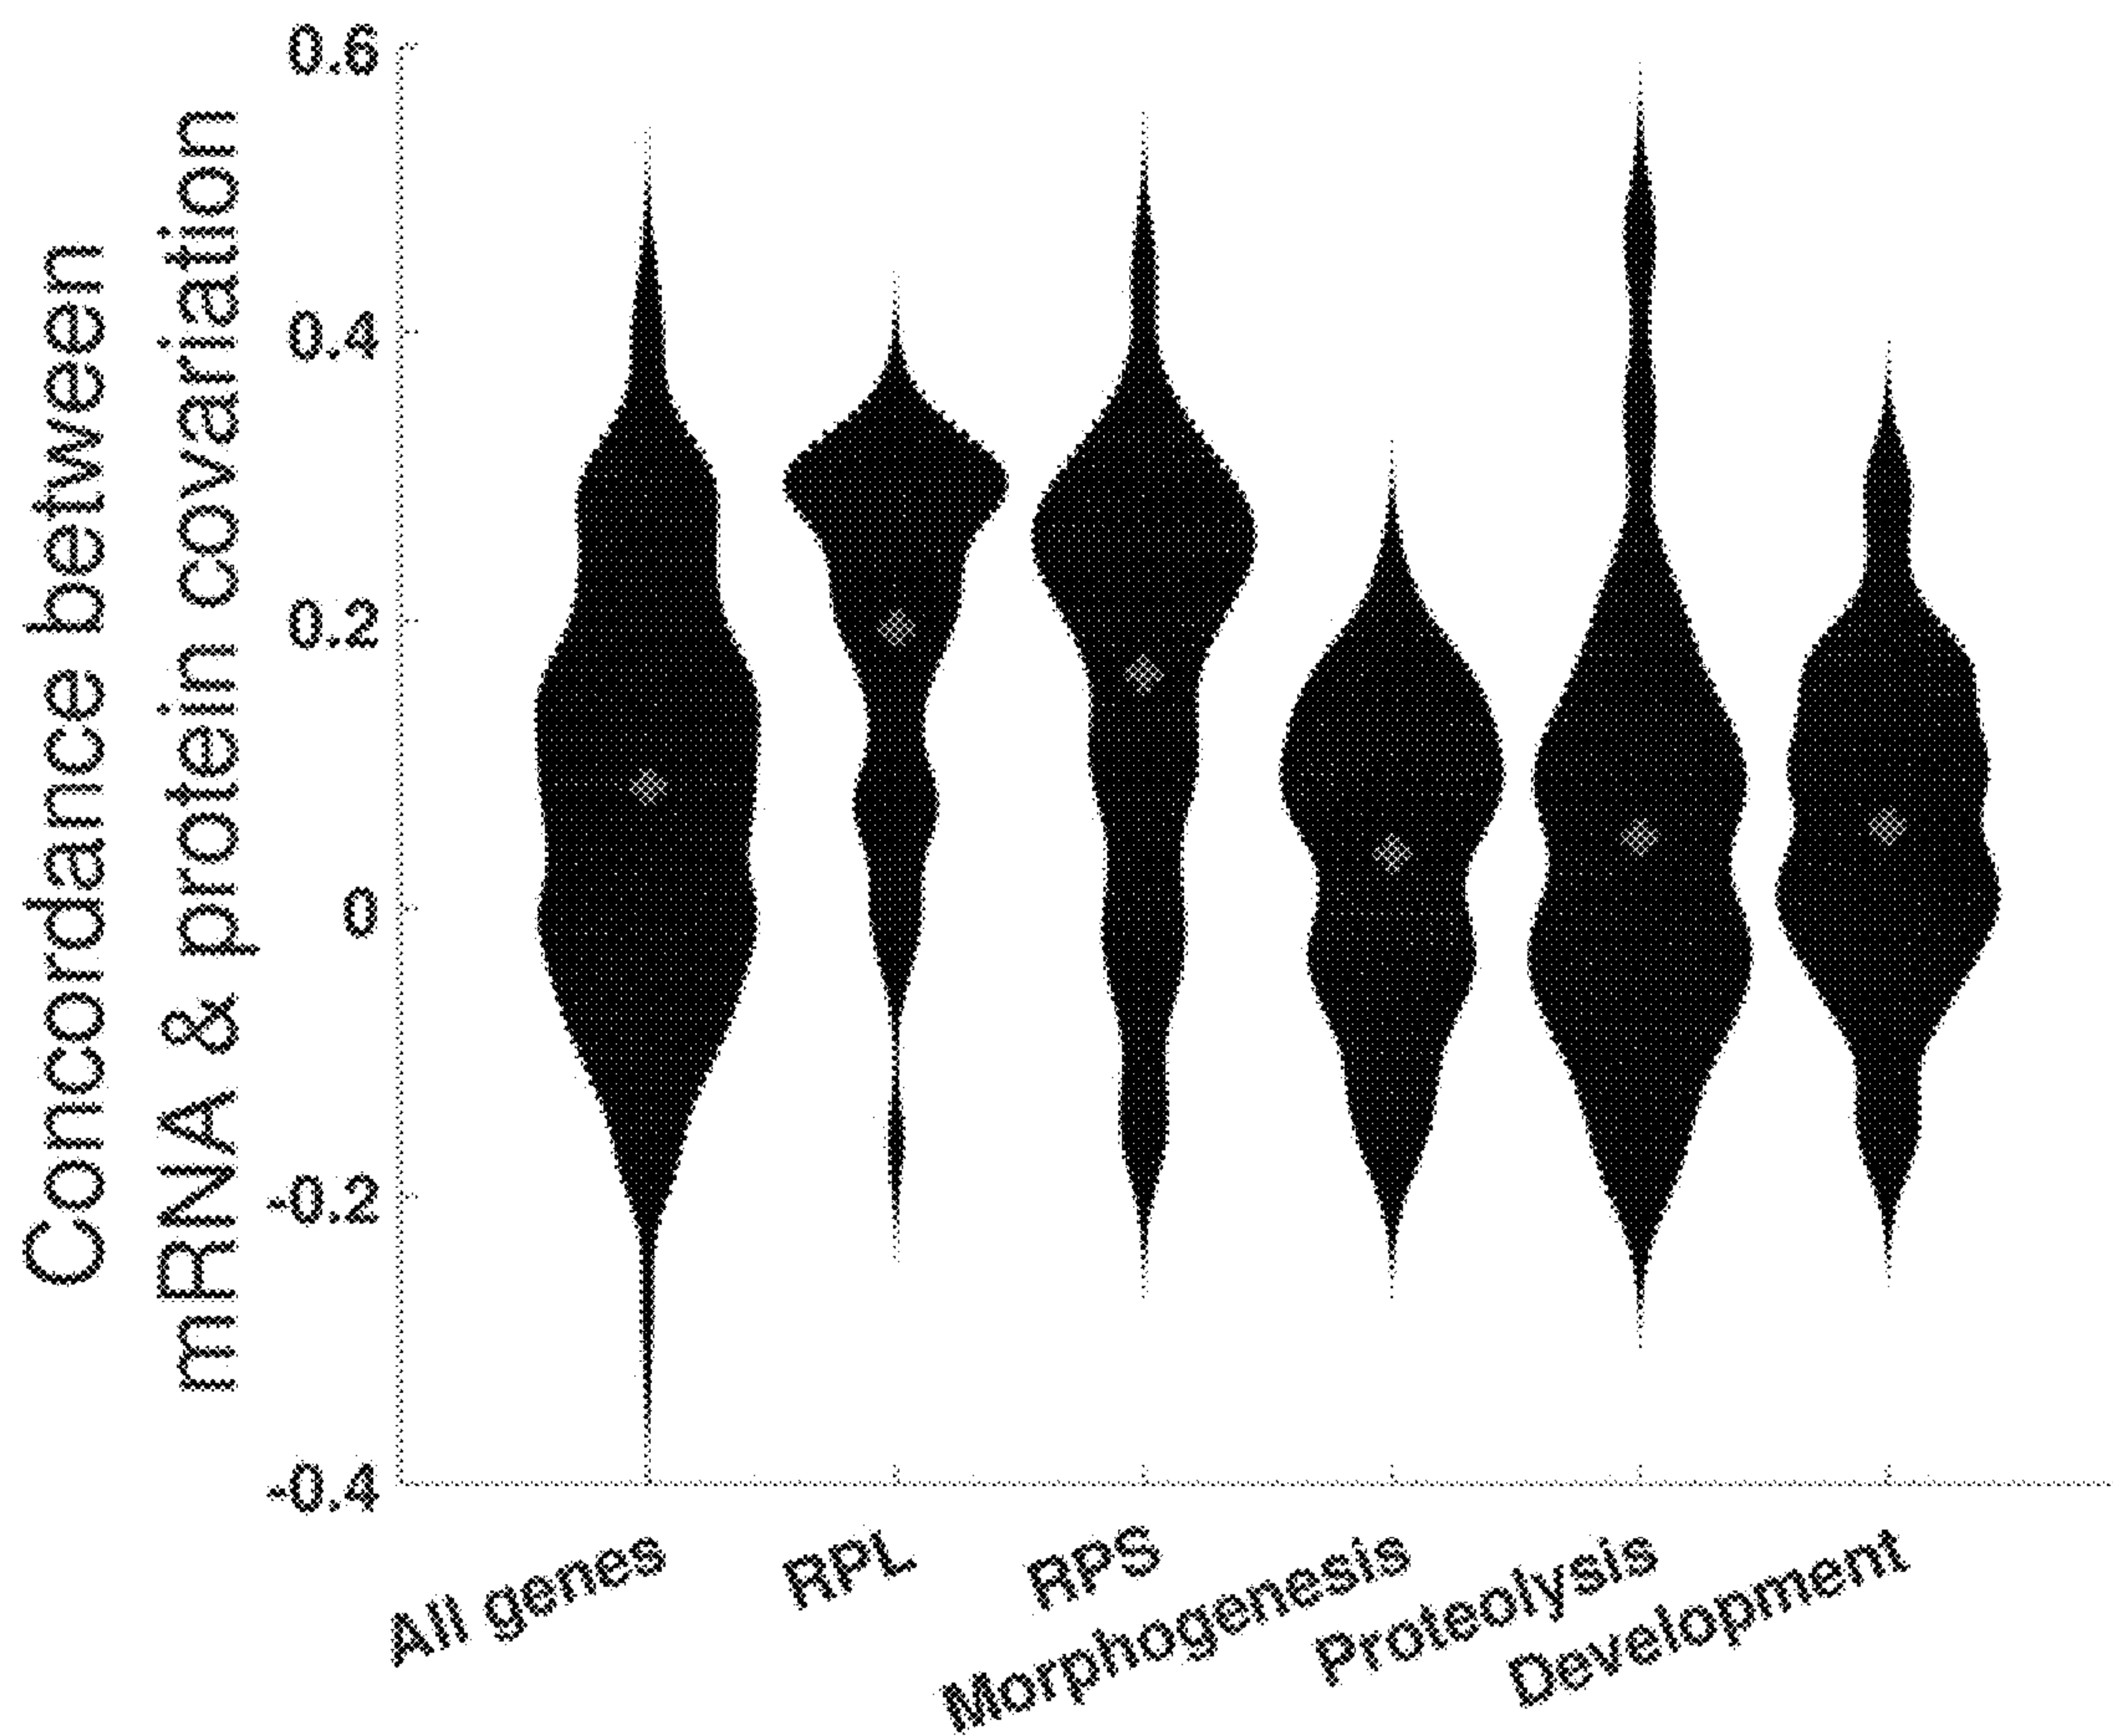 Concordance between
mRNA & protein covariation
0.6
0.4
0.2
0
-0.2
-0.4
All genes
RPL
RPS
Morphogenesis
Proteolysis
Development